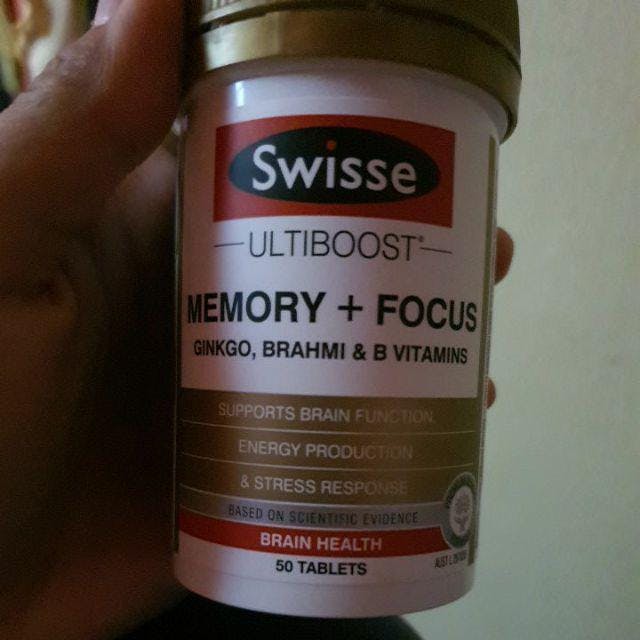 Swisse
ULTIBOOST®
MEMORY + FOCUS
GINKGO, BRAHMI & B VITAMINS
SUPPORTS BRAIN FUNCTION,
ENERGY PRODUCTION
& STRESS RESPONSE
BASED ON SCIENTIFIC EVIDENCE
BRAIN HEALTH
50 TABLETS
AUST L